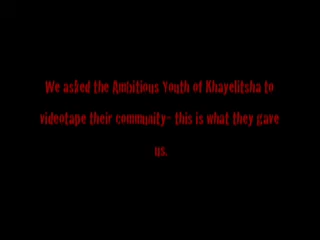 We asked the Ambitious Youth of Khayelitsha to
videotape their community- this is what they gave
us.